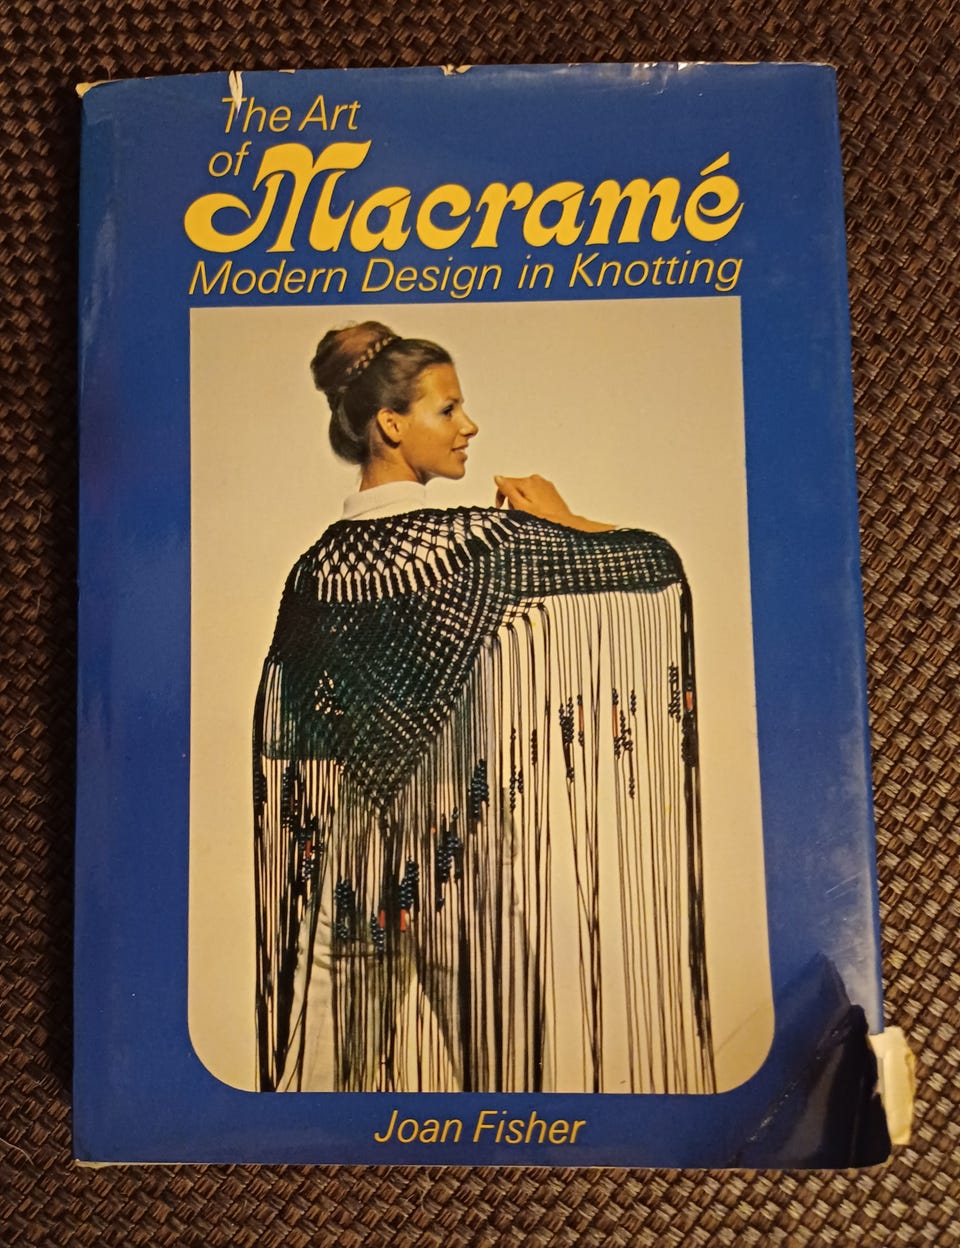 The Art
of Macramé
Modern Design in Knotting
Joan Fisher